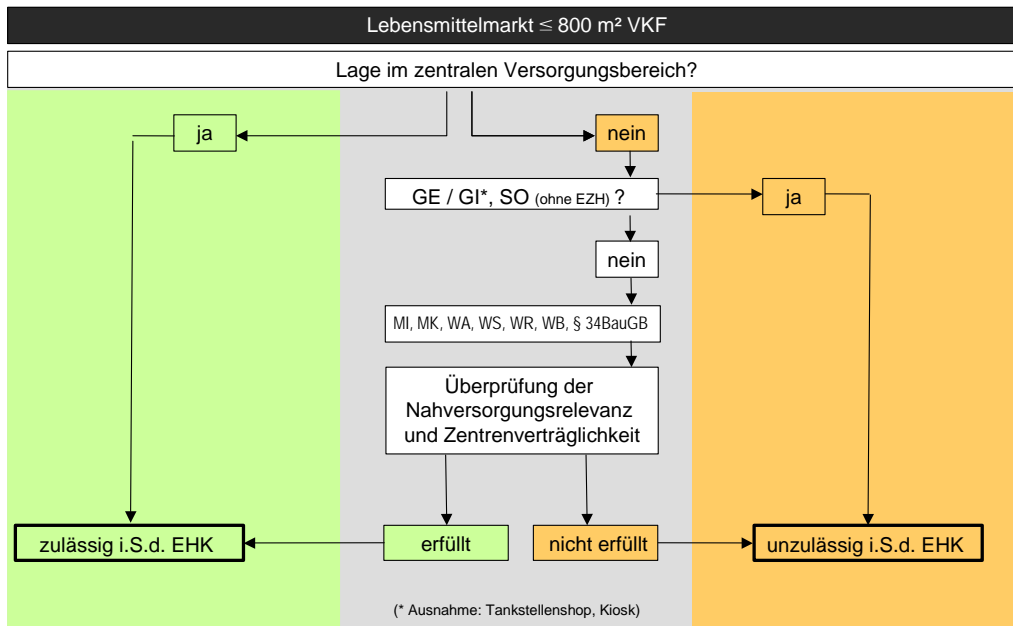 Lebensmittelmarkt ≤ 800 m² VKF
Lage im zentralen Versorgungsbereich?
ja
nein
GE / GI*, SO (ohne EZH) ?
ja
nein
MI, MK, WA, WS, WR, WB, § 34BauGB
Überprüfung der
Nahversorgungsrelevanz
und Zentrenverträglichkeit
zulässig i.S.d. EHK
erfüllt
nicht erfüllt
unzulässig i.S.d. EHK
(* Ausnahme: Tankstellenshop, Kiosk)